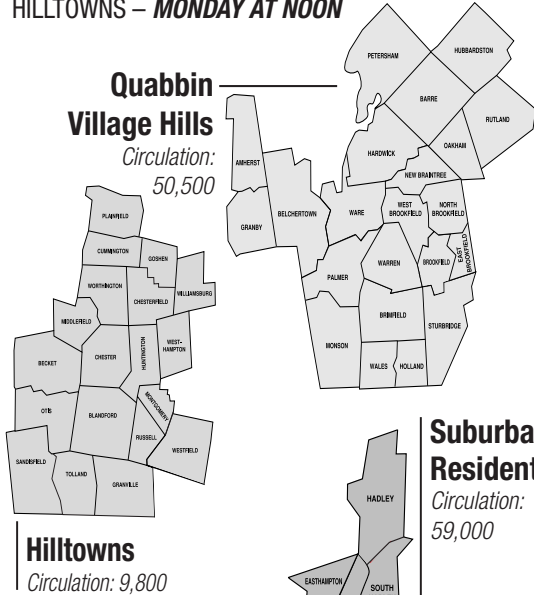 HILLTOWNS – MONDAY AT NOON
Quabbin
Village Hills
Circulation:
50,500
PETERSHAM
HUBBARDSTON
BARRE
RUTLAND
OAKHAM
HARDWICK
NEW BRAINTREE
AMHERST
BELCHERTOWN
GRANBY
WARE
WEST
BROOKFIELD
NORTH
BROOKFIELD
EAST
BROOKFIELD
BROOKFIELD
WARREN
PALMER
BRIMFIELD
STURBRIDGE
MONSON
WALES
HOLLAND
PLAINFIELD
CUMMINGTON
GOSHEN
WORTHINGTON
CHESTERFIELD
WILLIAMSBURG
MIDDLEFIELD
HUNTINGTON
WEST-
HAMPTON
BECKET
CHESTER
MONTGOMERY
OTIS
BLANDFORD
RUSSELL
WESTFIELD
SANDISFIELD
TOLLAND
GRANVILLE
Hilltowns
Circulation: 9,800
Suburba
Resident
Circulation:
59,000
HADLEY
EASTHAMPTON
SOUTH